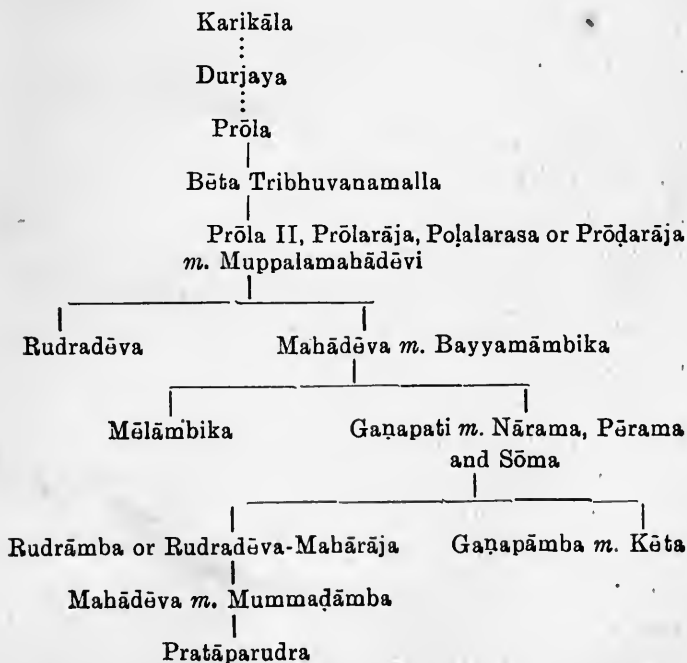 Karikāla
Durjaya
Prōla
Bēta Tribhuvanamalla
Prōla II, Prōlarāja, Poḷalarasa or Prōḍarāja
m. Muppalamahādēvi
Rudradēva Mahādēva m. Bayyamāmbika
Mēlāmbika Gaṇapati m. Nārama, Pērama
and Sōma
Rudrāmba or Rudradēva-Mahārāja Gaṇapāmba m. Kēta
Mahādēva m. Mummaḍāmba
Pratāparudra